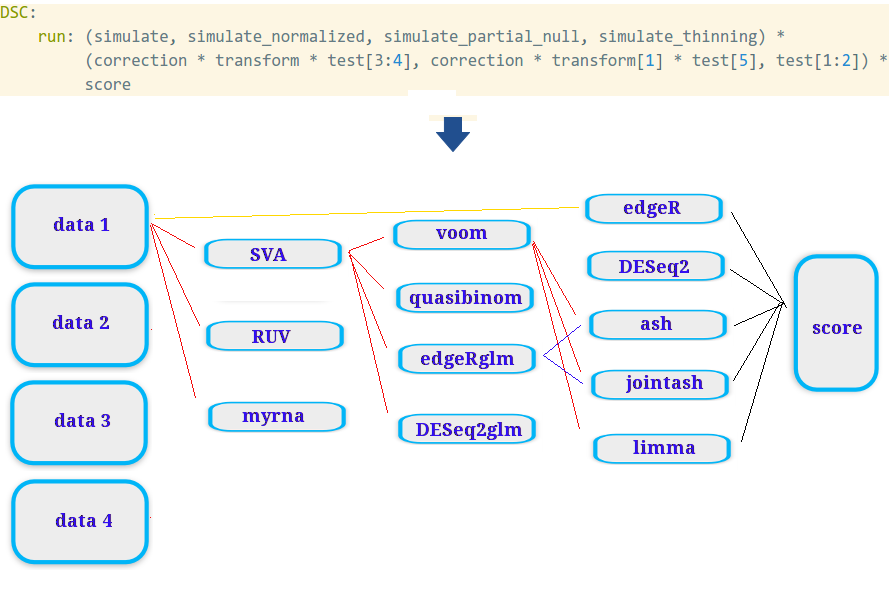 DSC:
run: (simulate, simulate_normalized, simulate_partial_null, simulate_thinning) *
(correction * transform * test[3:4], correction * transform[1] * test[5], test[1:2]) *
score
data 1
data 2
data 3
data 4
SVA
RUV
myrna
voom
quasibinom
edgeRglm
DESeq2glm
edgeR
DESeq2
ash
jointash
limma
score